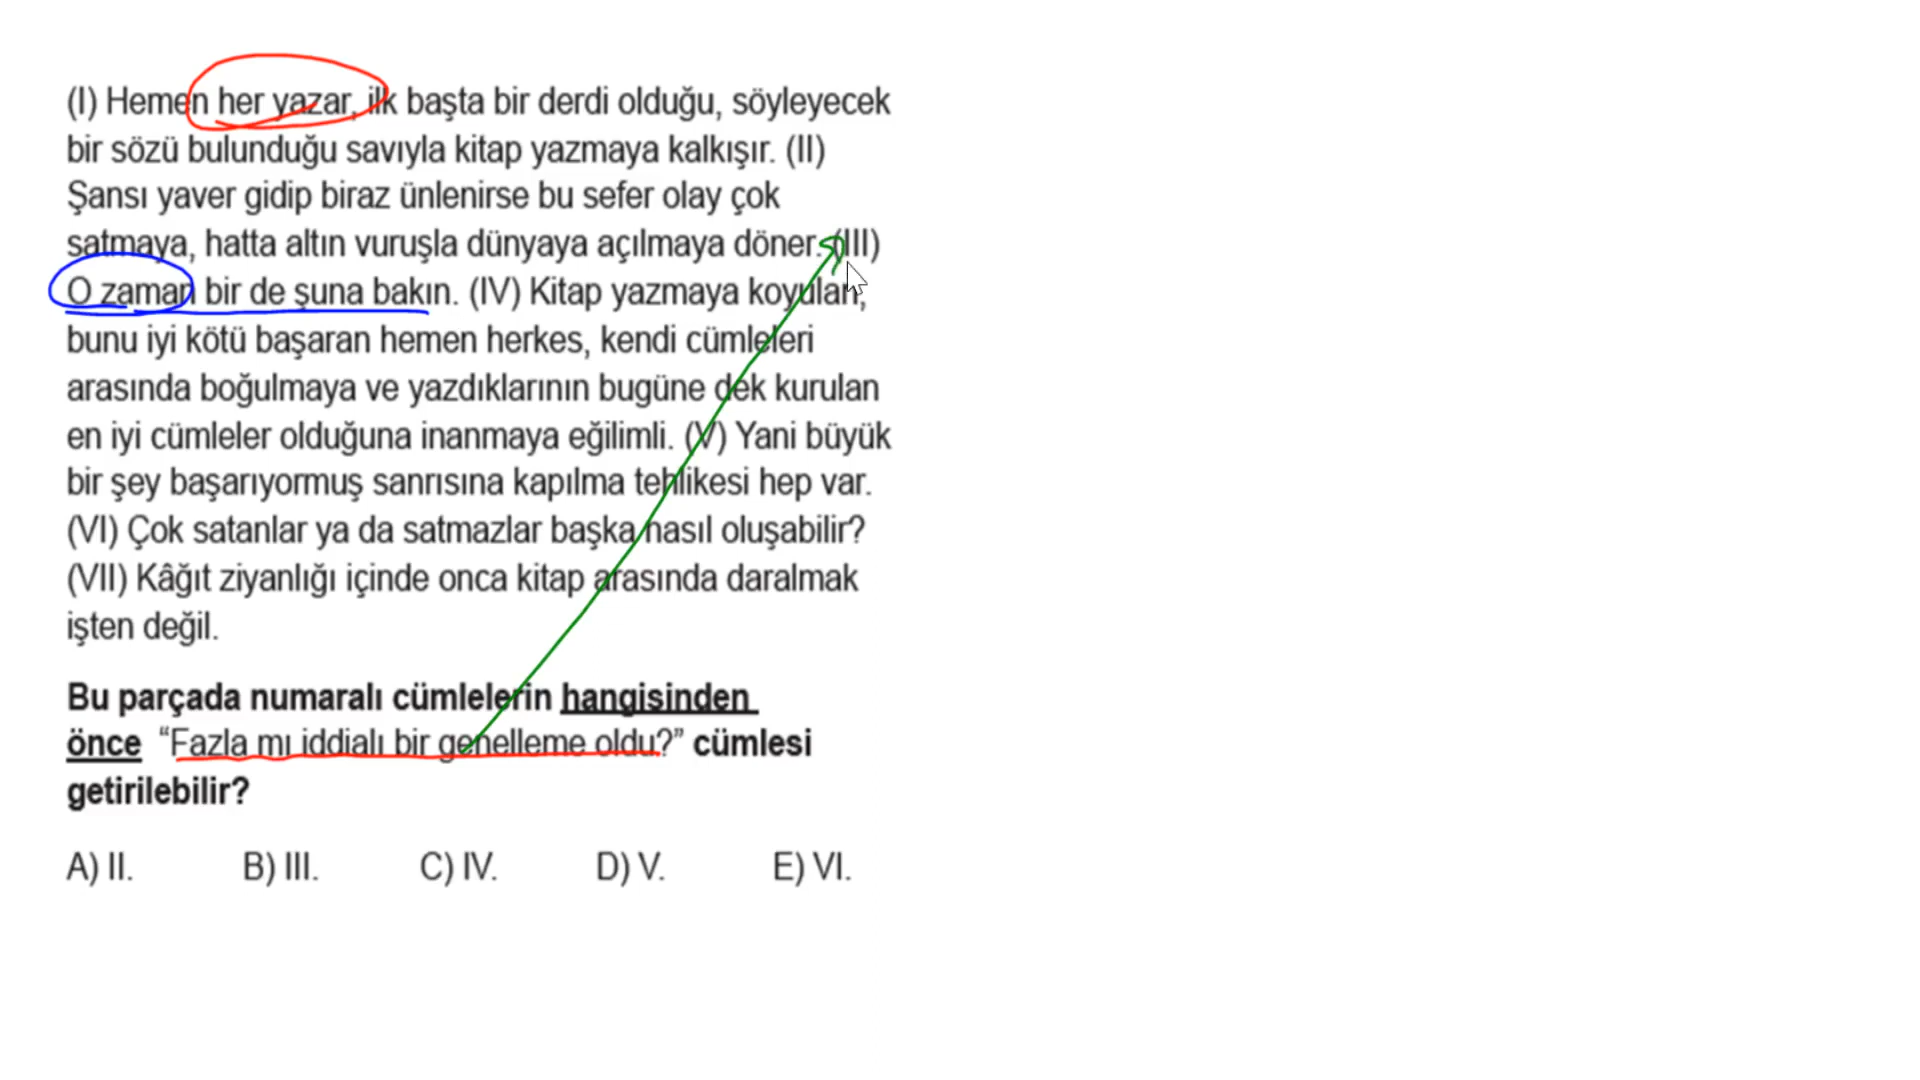 (I) Hemen her yazar, ilk başta bir derdi olduğu, söyleyecek
bir sözü bulunduğu savıyla kitap yazmaya kalkışır. (II)
Şansı yaver gidip biraz ünlenirse bu sefer olay çok
satmaya, hatta altın vuruşla dünyaya açılmaya döner. (III)
O zaman bir de şuna bakın. (IV) Kitap yazmaya koyulan,
bunu iyi kötü başaran hemen herkes, kendi cümleleri
arasında boğulmaya ve yazdıklarının bugüne dek kurulan
en iyi cümleler olduğuna inanmaya eğilimli. (V) Yani büyük
bir şey başarıyormuş sanrısına kapılma tehlikesi hep var.
(VI) Çok satanlar ya da satmazlar başka nasıl oluşabilir?
(VII) Kâğıt ziyanlığı içinde onca kitap arasında daralmak
işten değil.
Bu parçada numaralı cümlelerin hangisinden
önce “Fazla mı iddialı bir genelleme oldu?” cümlesi
getirilebilir?
A) II. B) III. C) IV. D) V. E) VI.